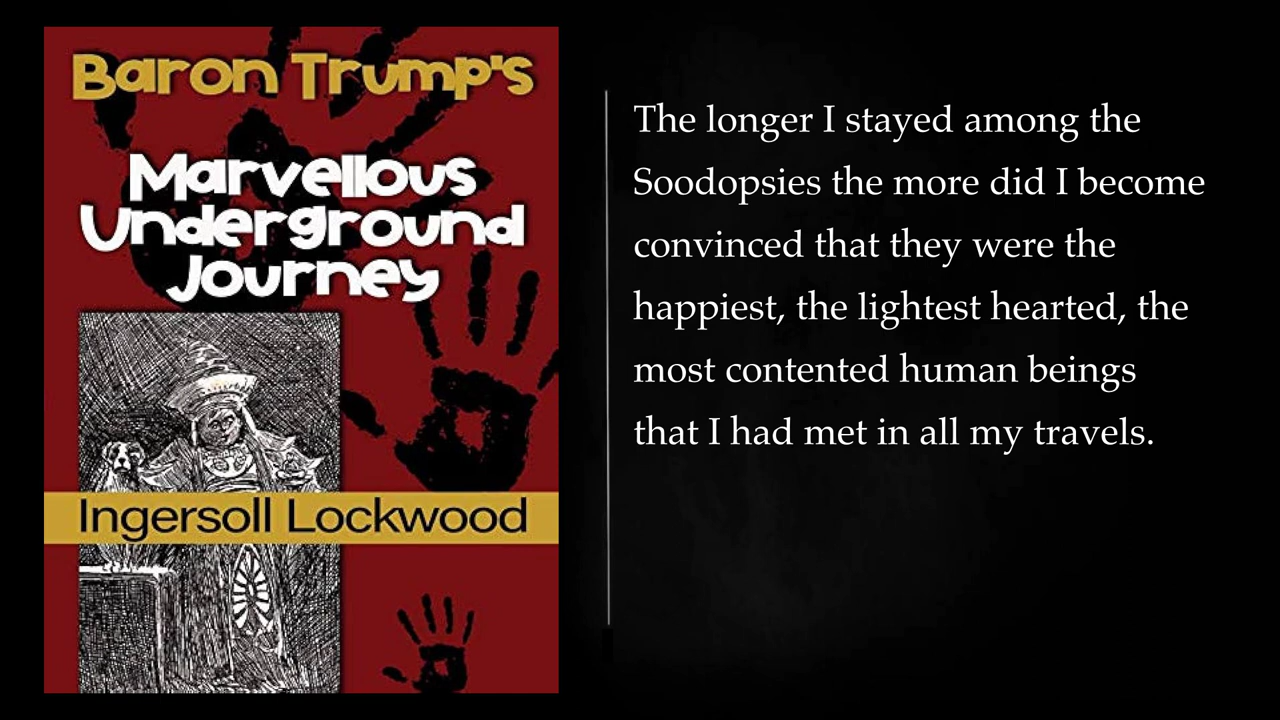 Baron Trump's
Marvellous
Underground
Journey
Ingersoll Lockwood
The longer I stayed among the
Soodopsies the more did I become
convinced that they were the
happiest, the lightest hearted, the
most contented human beings
that I had met in all my travels.